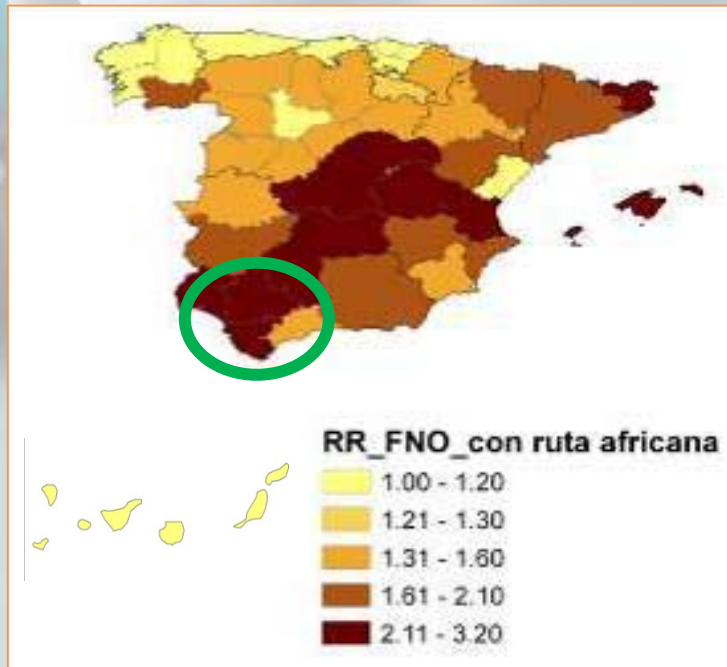 RR_FNO_con ruta africana
1.00 - 1.20
1.21 - 1.30
1.31 - 1.60
1.61 - 2.10
2.11 - 3.20